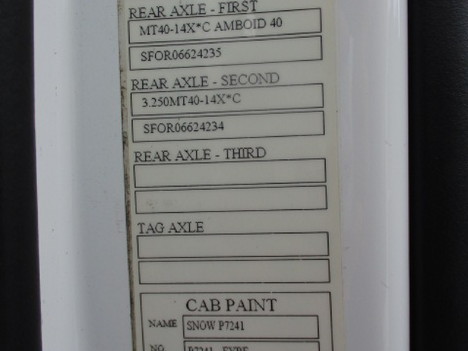 REAR AXLE - FIRST
MT40-14X*C AMBOID 40
SFOR06624235
REAR AXLE - SECOND
3.250MT40-14X*C
SFOR06624234
REAR AXLE - THIRD
TAG AXLE
CAB PAINT
NAME SNOW P7241
NO. P7241